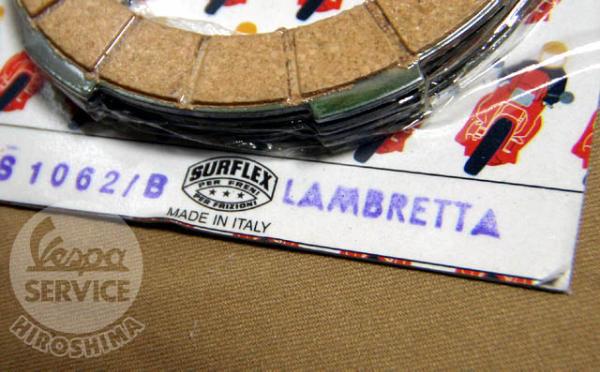 S 1062/B
SURFLEX
PER FRENI
PER FRIZIONI
MADE IN ITALY
LAMBRETTA
Vespa
SERVICE
HIROSHIMA